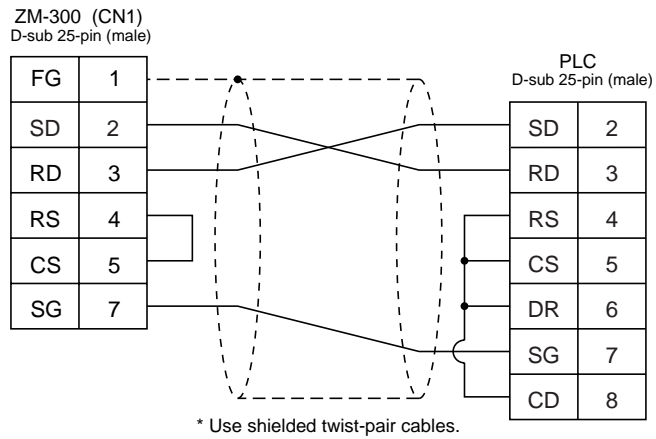 ZM-300 (CN1)
D-sub 25-pin (male)
FG 1
SD 2
RD 3
RS 4
CS 5
SG 7
PLC
D-sub 25-pin (male)
SD 2
RD 3
RS 4
CS 5
DR 6
SG 7
CD 8
* Use shielded twist-pair cables.